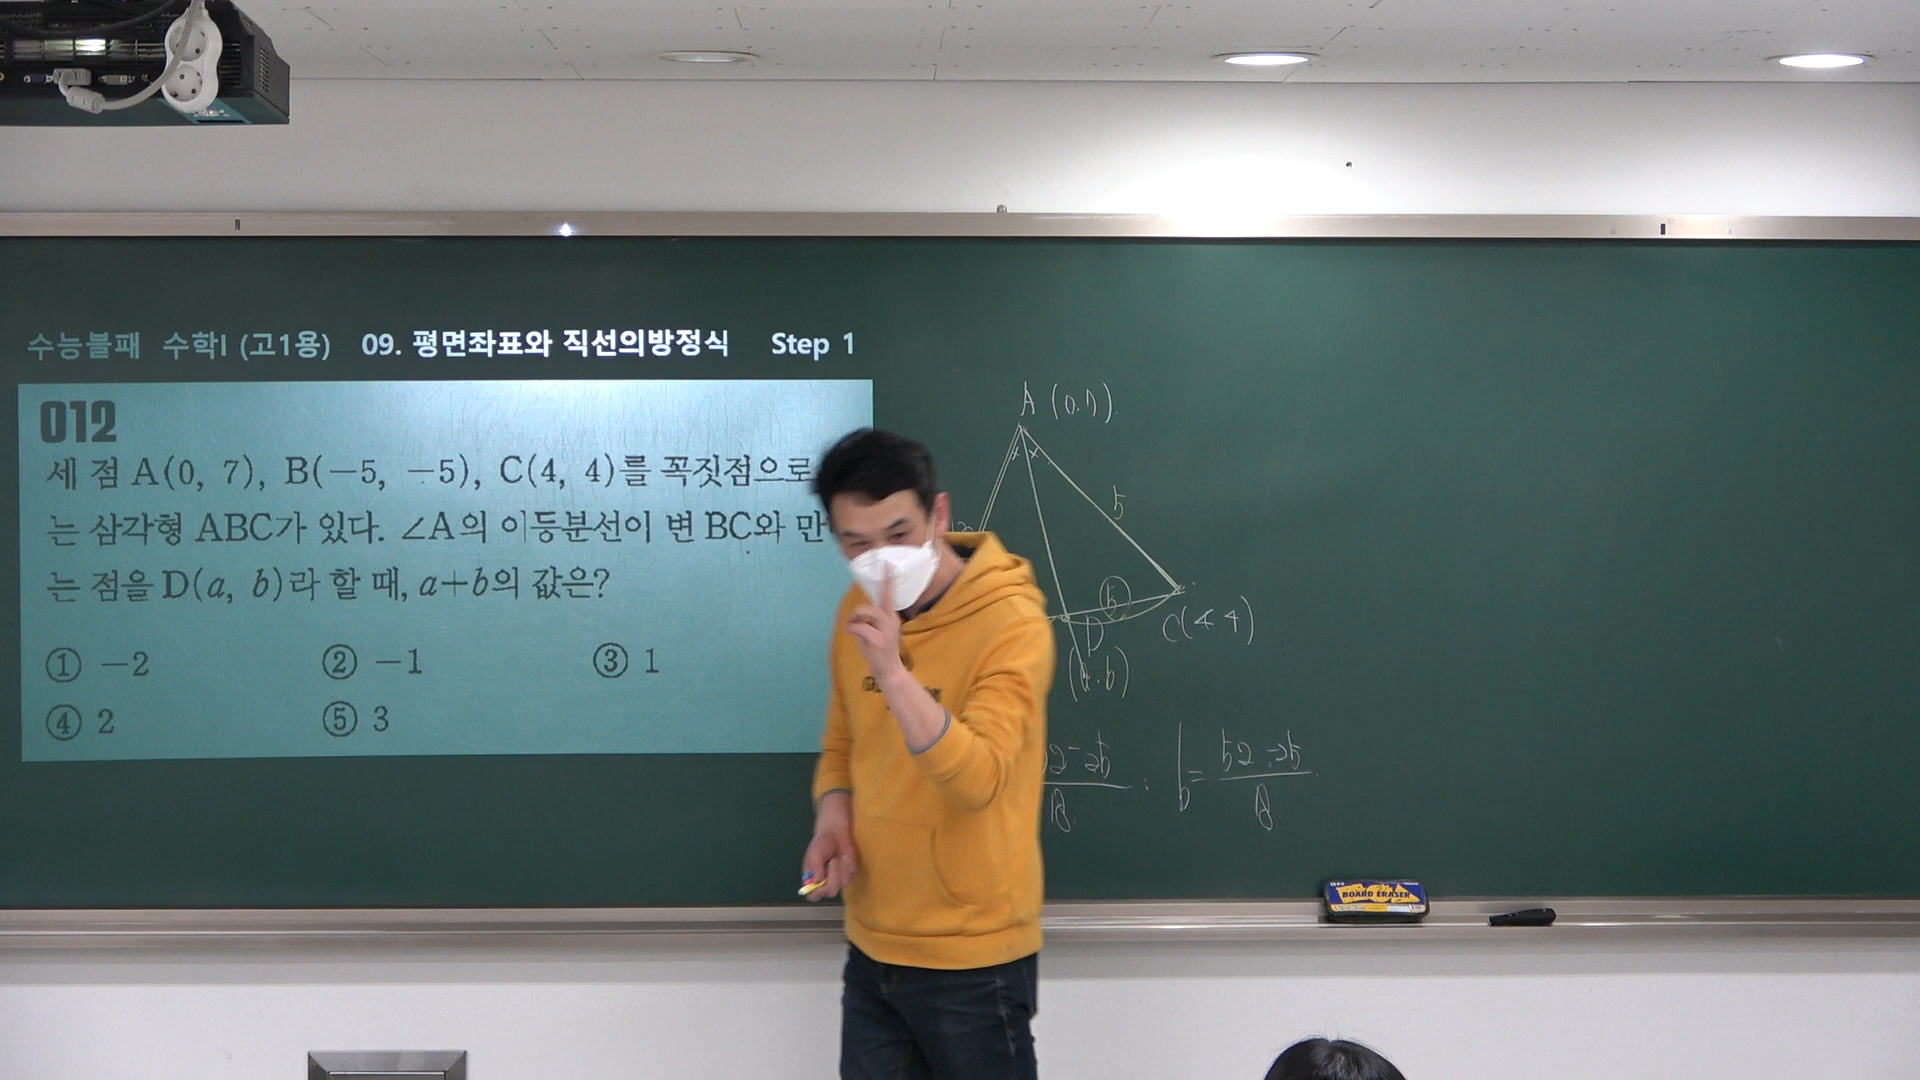 수능불패 수학I (고1용) 09. 평면좌표와 직선의방정식 Step 1
012
세 점 A(0, 7), B(−5, −5), C(4, 4)를 꼭짓점으로
는 삼각형 ABC가 있다. ∠A의 이등분선이 변 BC와 만
는 점을 D(a, b)라 할 때, a+b의 값은?
① −2 ② −1 ③ 1
④ 2 ⑤ 3
A (0.7)
5
5
C(4 4)
D
b)
b= 
BOARD ERASER